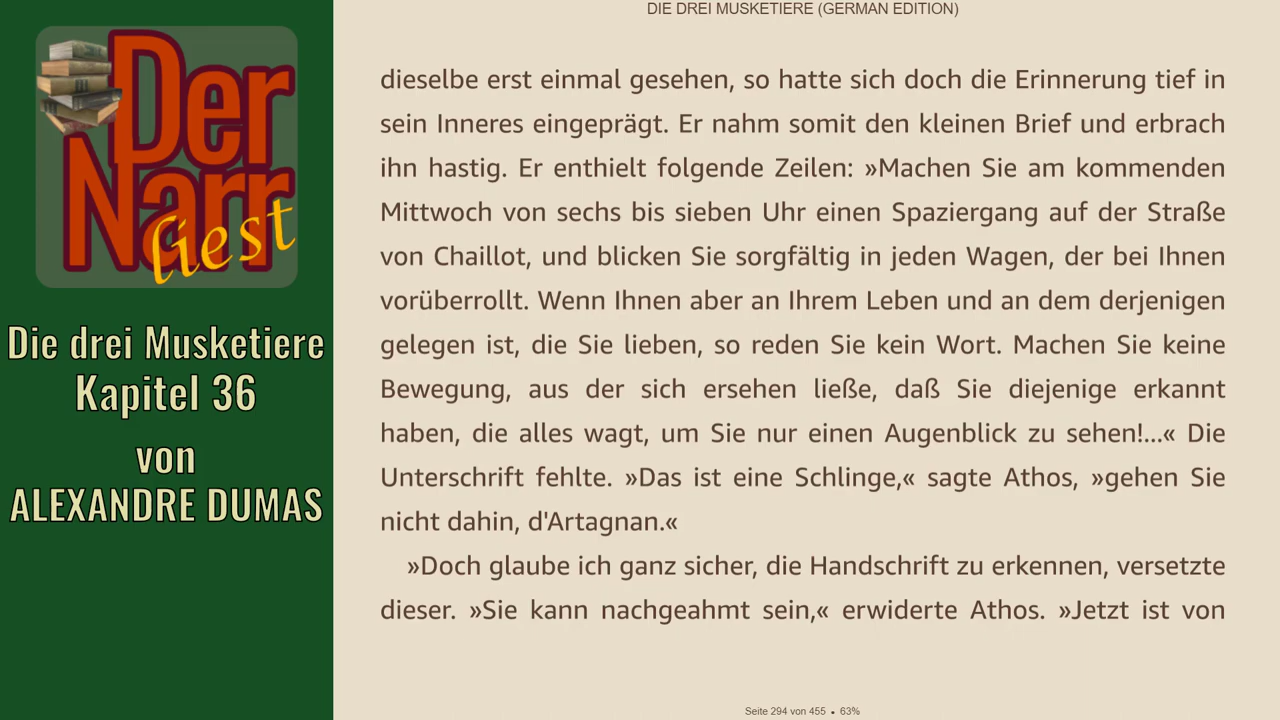 Der
Narr
liest
Die drei Musketiere
Kapitel 36
von
ALEXANDRE DUMAS
DIE DREI MUSKETIERE (GERMAN EDITION)
dieselbe erst einmal gesehen, so hatte sich doch die Erinnerung tief in
sein Inneres eingeprägt. Er nahm somit den kleinen Brief und erbrach
ihn hastig. Er enthielt folgende Zeilen: »Machen Sie am kommenden
Mittwoch von sechs bis sieben Uhr einen Spaziergang auf der Straße
von Chaillot, und blicken Sie sorgfältig in jeden Wagen, der bei Ihnen
vorüberrollt. Wenn Ihnen aber an Ihrem Leben und an dem derjenigen
gelegen ist, die Sie lieben, so reden Sie kein Wort. Machen Sie keine
Bewegung, aus der sich ersehen ließe, daß Sie diejenige erkannt
haben, die alles wagt, um Sie nur einen Augenblick zu sehen!...« Die
Unterschrift fehlte. »Das ist eine Schlinge,« sagte Athos, »gehen Sie
nicht dahin, d'Artagnan.«
»Doch glaube ich ganz sicher, die Handschrift zu erkennen, versetzte
dieser. »Sie kann nachgeahmt sein,« erwiderte Athos. »Jetzt ist von
Seite 294 von 455 • 63%